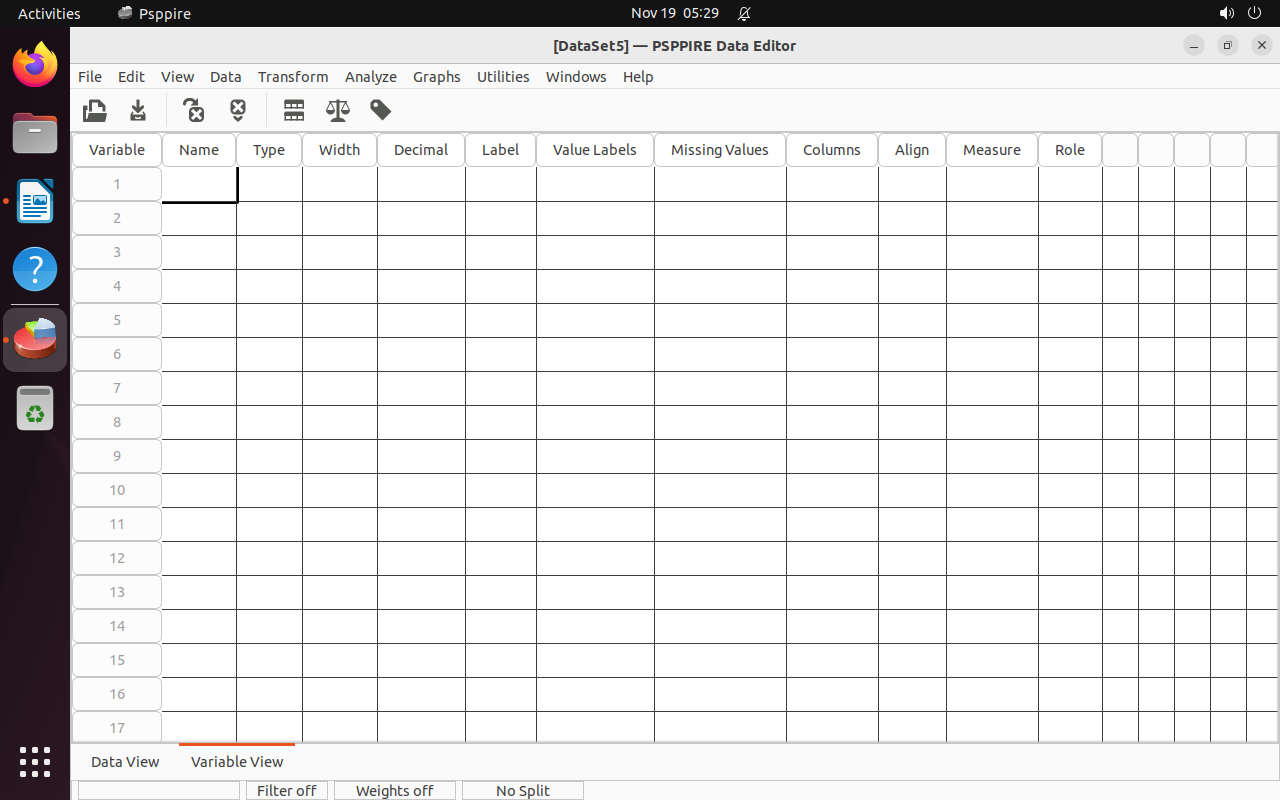 Activities Psppire Nov 19 05:29
[DataSet5] — PSPPIRE Data Editor
File Edit View Data Transform Analyze Graphs Utilities Windows Help
Variable Name Type Width Decimal Label Value Labels Missing Values Columns Align Measure Role
1
2
3
4
5
6
7
8
9
10
11
12
13
14
15
16
17
Data View Variable View
Filter off Weights off No Split